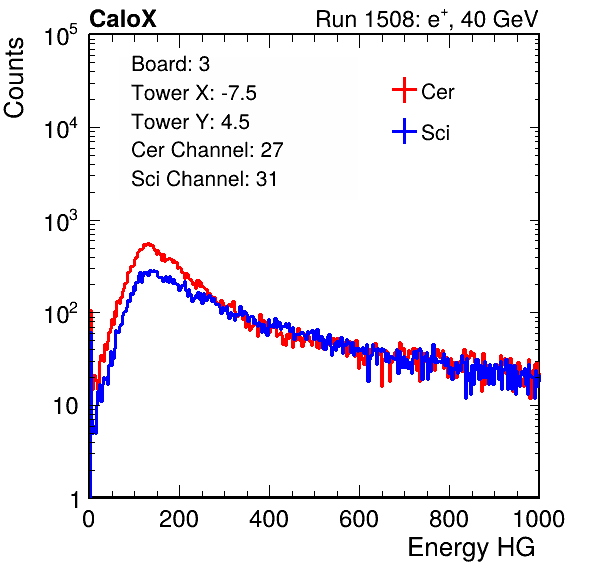 CaloX Run 1508: e⁺, 40 GeV
Counts
Board: 3
Tower X: -7.5
Tower Y: 4.5
Cer Channel: 27
Sci Channel: 31
Cer
Sci
10⁵
10⁴
10³
10²
10
1
0 200 400 600 800 1000
Energy HG